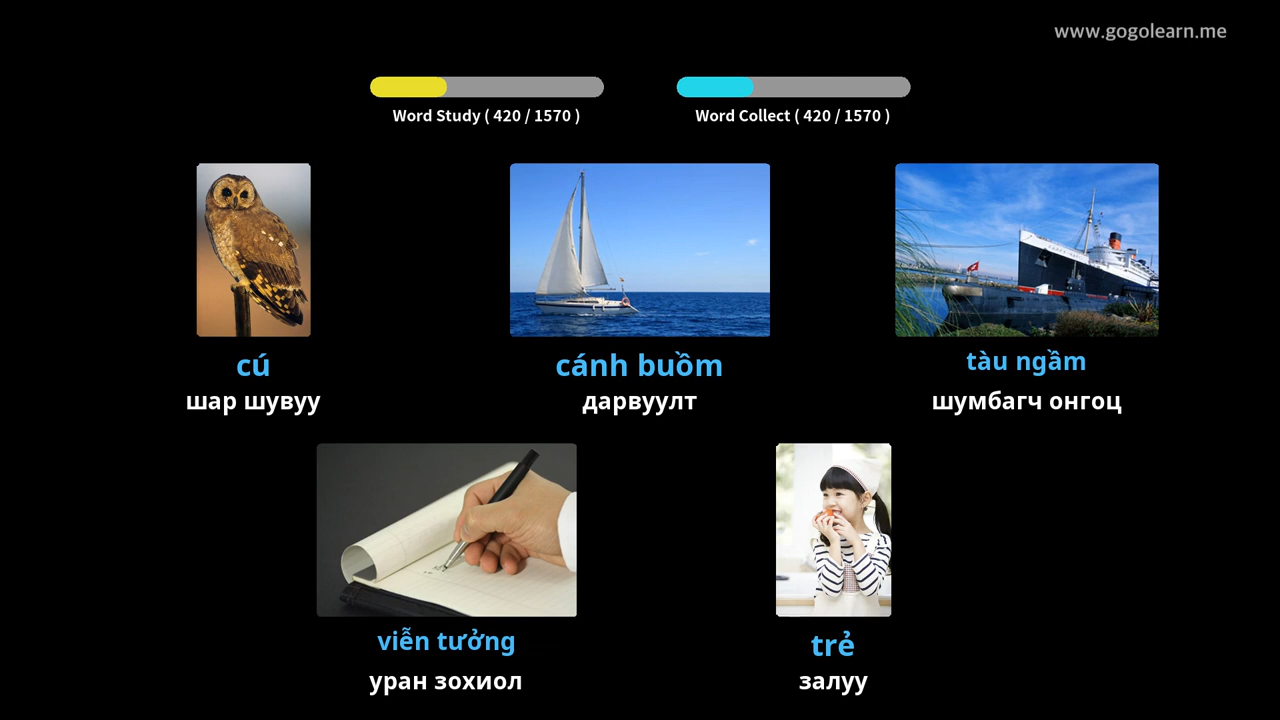 www.gogolearn.me
Word Study ( 420 / 1570 )
Word Collect ( 420 / 1570 )
cú
шар шувуу
cánh buồm
дарвуулт
tàu ngầm
шумбагч онгоц
viễn tưởng
уран зохиол
trẻ
залуу